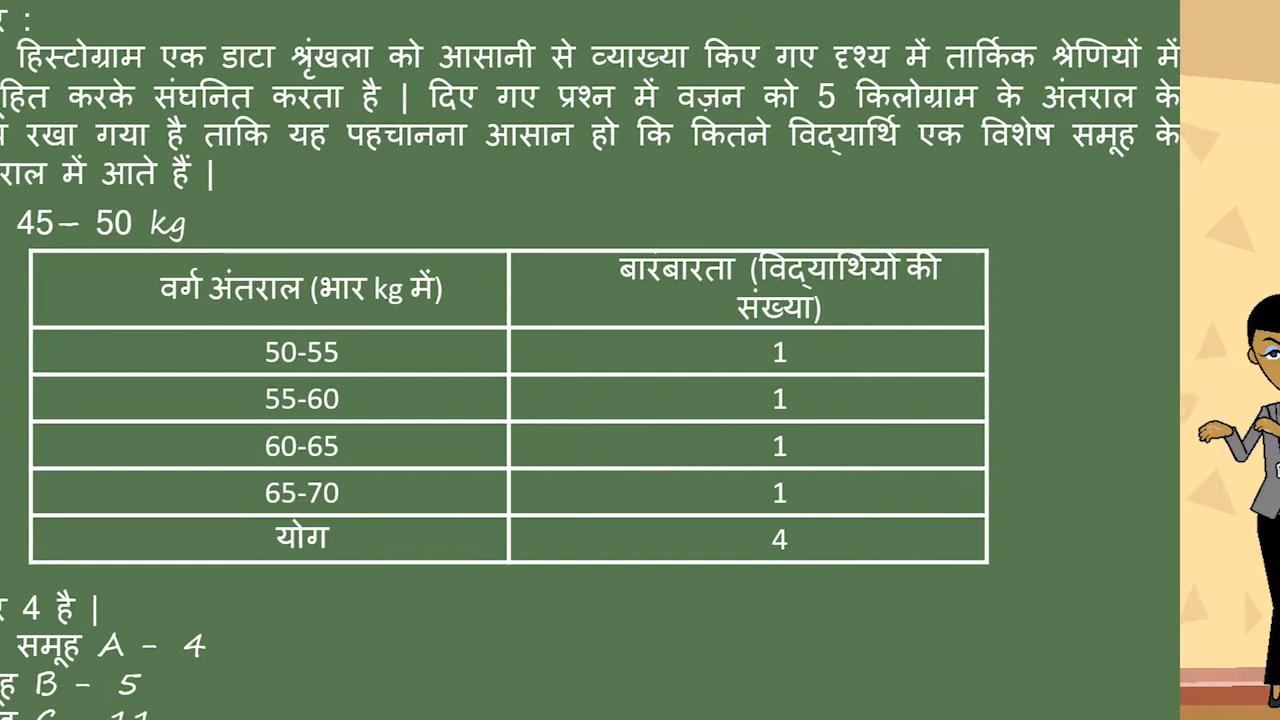 :
हिस्टोग्राम एक डाटा श्रृंखला को आसानी से व्याख्या किए गए दृश्य में तार्किक श्रेणियों में
करके संघनित करता है | दिए गए प्रश्न में वज़न को 5 किलोग्राम के अंतराल के
रखा गया है ताकि यह पहचानना आसान हो कि कितने विद्यार्थि एक विशेष समूह के
में आते हैं |
45– 50 kg
वर्ग अंतराल (भार kg में)
बारंबारता (विद्यार्थियों की
संख्या)
50-55 1
55-60 1
60-65 1
65-70 1
योग 4
4 है |
समूह A - 4
B - 5
C - 11